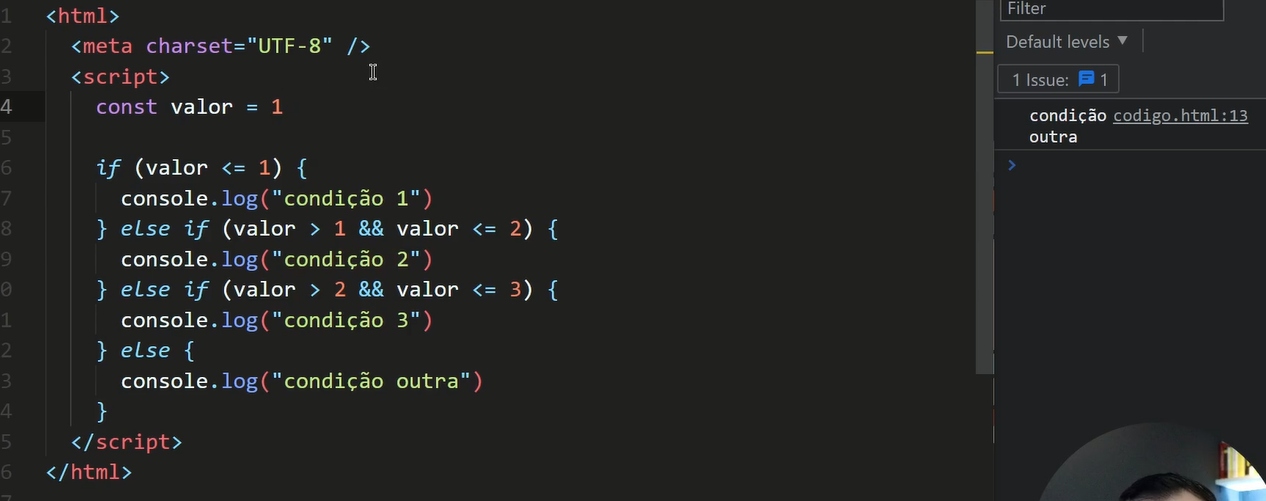 1 <html>
2 <meta charset="UTF-8" />
3 <script>
4 const valor = 1
5
6 if (valor <= 1) {
7 console.log("condição 1")
8 } else if (valor > 1 && valor <= 2) {
9 console.log("condição 2")
0 } else if (valor > 2 && valor <= 3) {
1 console.log("condição 3")
2 } else {
3 console.log("condição outra")
4 }
5 </script>
6 </html>
Filter
Default levels ▼
1 Issue: 1
condição codigo.html:13
outra
>